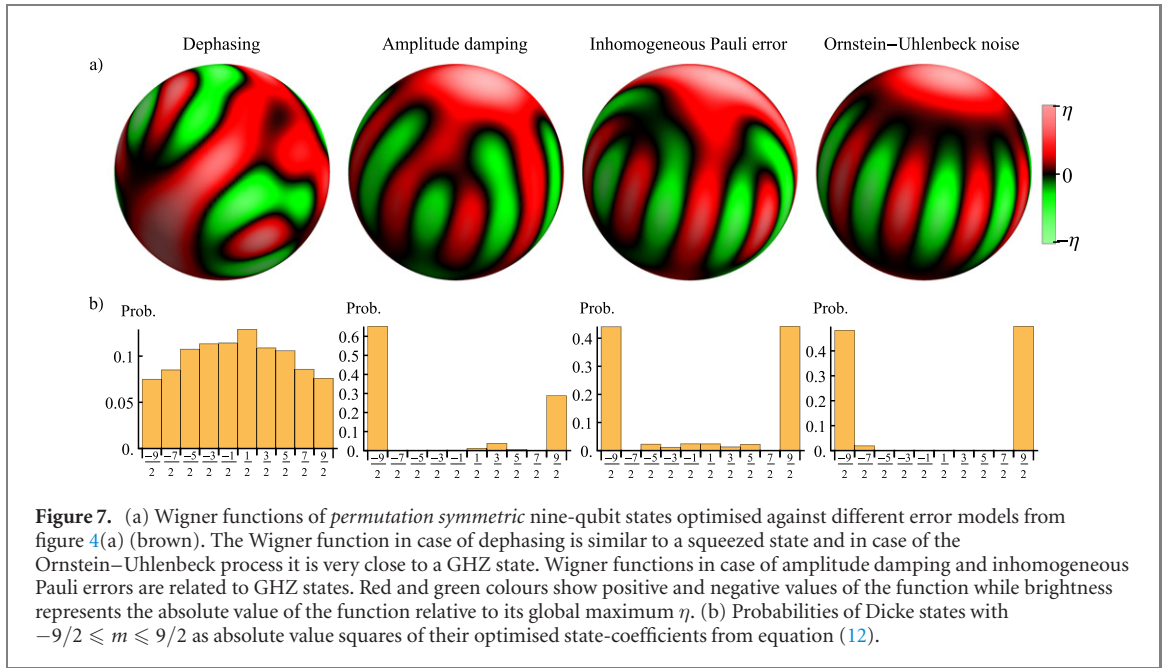 Dephasing Amplitude damping Inhomogeneous Pauli error Ornstein−Uhlenbeck noise
a)
η
0
−η
b)
Prob. Prob. Prob. Prob.
0.1
0.05
0.
−9/2 −7/2 −5/2 −3/2 −1/2 1/2 3/2 5/2 7/2 9/2
0.6
0.5
0.4
0.3
0.2
0.1
0.
−9/2 −7/2 −5/2 −3/2 −1/2 1/2 3/2 5/2 7/2 9/2
0.4
0.3
0.2
0.1
0.
−9/2 −7/2 −5/2 −3/2 −1/2 1/2 3/2 5/2 7/2 9/2
0.4
0.3
0.2
0.1
0.
−9/2 −7/2 −5/2 −3/2 −1/2 1/2 3/2 5/2 7/2 9/2
Figure 7. (a) Wigner functions of permutation symmetric nine-qubit states optimised against different error models from
figure 4(a) (brown). The Wigner function in case of dephasing is similar to a squeezed state and in case of the
Ornstein−Uhlenbeck process it is very close to a GHZ state. Wigner functions in case of amplitude damping and inhomogeneous
Pauli errors are related to GHZ states. Red and green colours show positive and negative values of the function while brightness
represents the absolute value of the function relative to its global maximum η. (b) Probabilities of Dicke states with
−9/2 ⩽ m ⩽ 9/2 as absolute value squares of their optimised state-coefficients from equation (12).